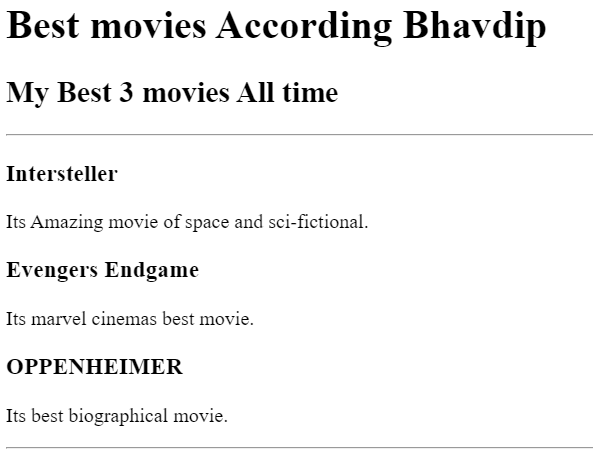 Best movies According Bhavdip
My Best 3 movies All time
Intersteller
Its Amazing movie of space and sci-fictional.
Evengers Endgame
Its marvel cinemas best movie.
OPPENHEIMER
Its best biographical movie.